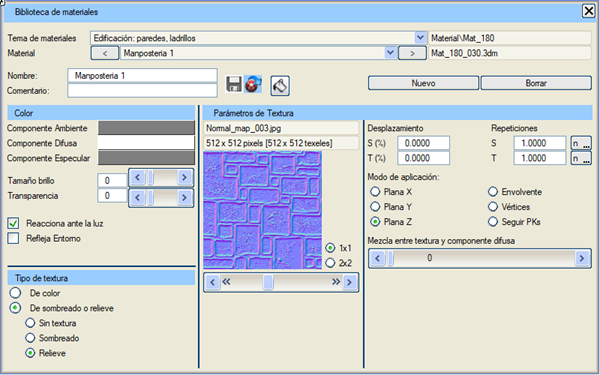 Biblioteca de materiales
Tema de materiales Edificación: paredes, ladrillos Material\Mat_180
Material < Manposteria 1 > Mat_180_030.3dm
Nombre: Manposteria 1
Comentario:
Nuevo Borrar
Color
Componente Ambiente
Componente Difusa
Componente Especular
Tamaño brillo 0
Transparencia 0
Reacciona ante la luz
Refleja Entorno
Tipo de textura
De color
De sombreado o relieve
Sin textura
Sombreado
Relieve
Parámetros de Textura
Normal_map_003.jpg
512 x 512 pixels [512 x 512 texeles]
1x1
2x2
Desplazamiento Repeticiones
S (%) 0.0000 S 1.0000 n ...
T (%) 0.0000 T 1.0000 n ...
Modo de aplicación:
Plana X Envolvente
Plana Y Vértices
Plana Z Seguir PKs
Mezcla entre textura y componente difusa
0